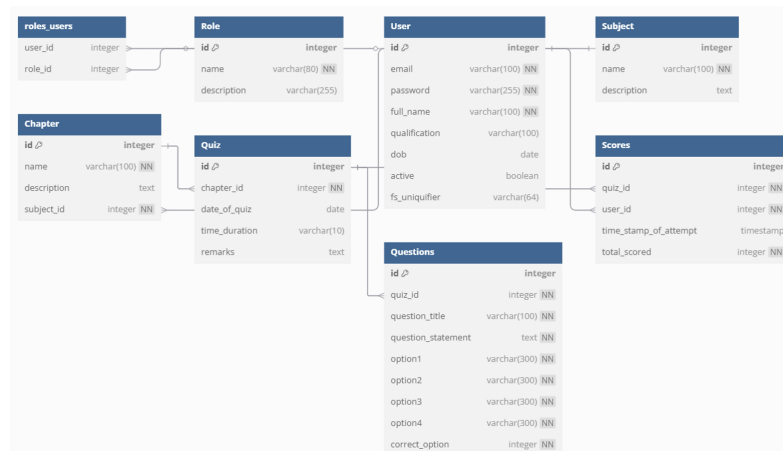 roles_users
user_id integer
role_id integer
Role
id integer
name varchar(80) NN
description varchar(255)
User
id integer
email varchar(100) NN
password varchar(255) NN
full_name varchar(100) NN
qualification varchar(100)
dob date
active boolean
fs_uniquifier varchar(64)
Subject
id integer
name varchar(100) NN
description text
Chapter
id integer
name varchar(100) NN
description text
subject_id integer NN
Quiz
id integer
chapter_id integer NN
date_of_quiz date
time_duration varchar(10)
remarks text
Scores
id integer
quiz_id integer NN
user_id integer NN
time_stamp_of_attempt timestamp
total_scored integer NN
Questions
id integer
quiz_id integer NN
question_title varchar(100) NN
question_statement text NN
option1 varchar(300) NN
option2 varchar(300) NN
option3 varchar(300) NN
option4 varchar(300) NN
correct_option integer NN